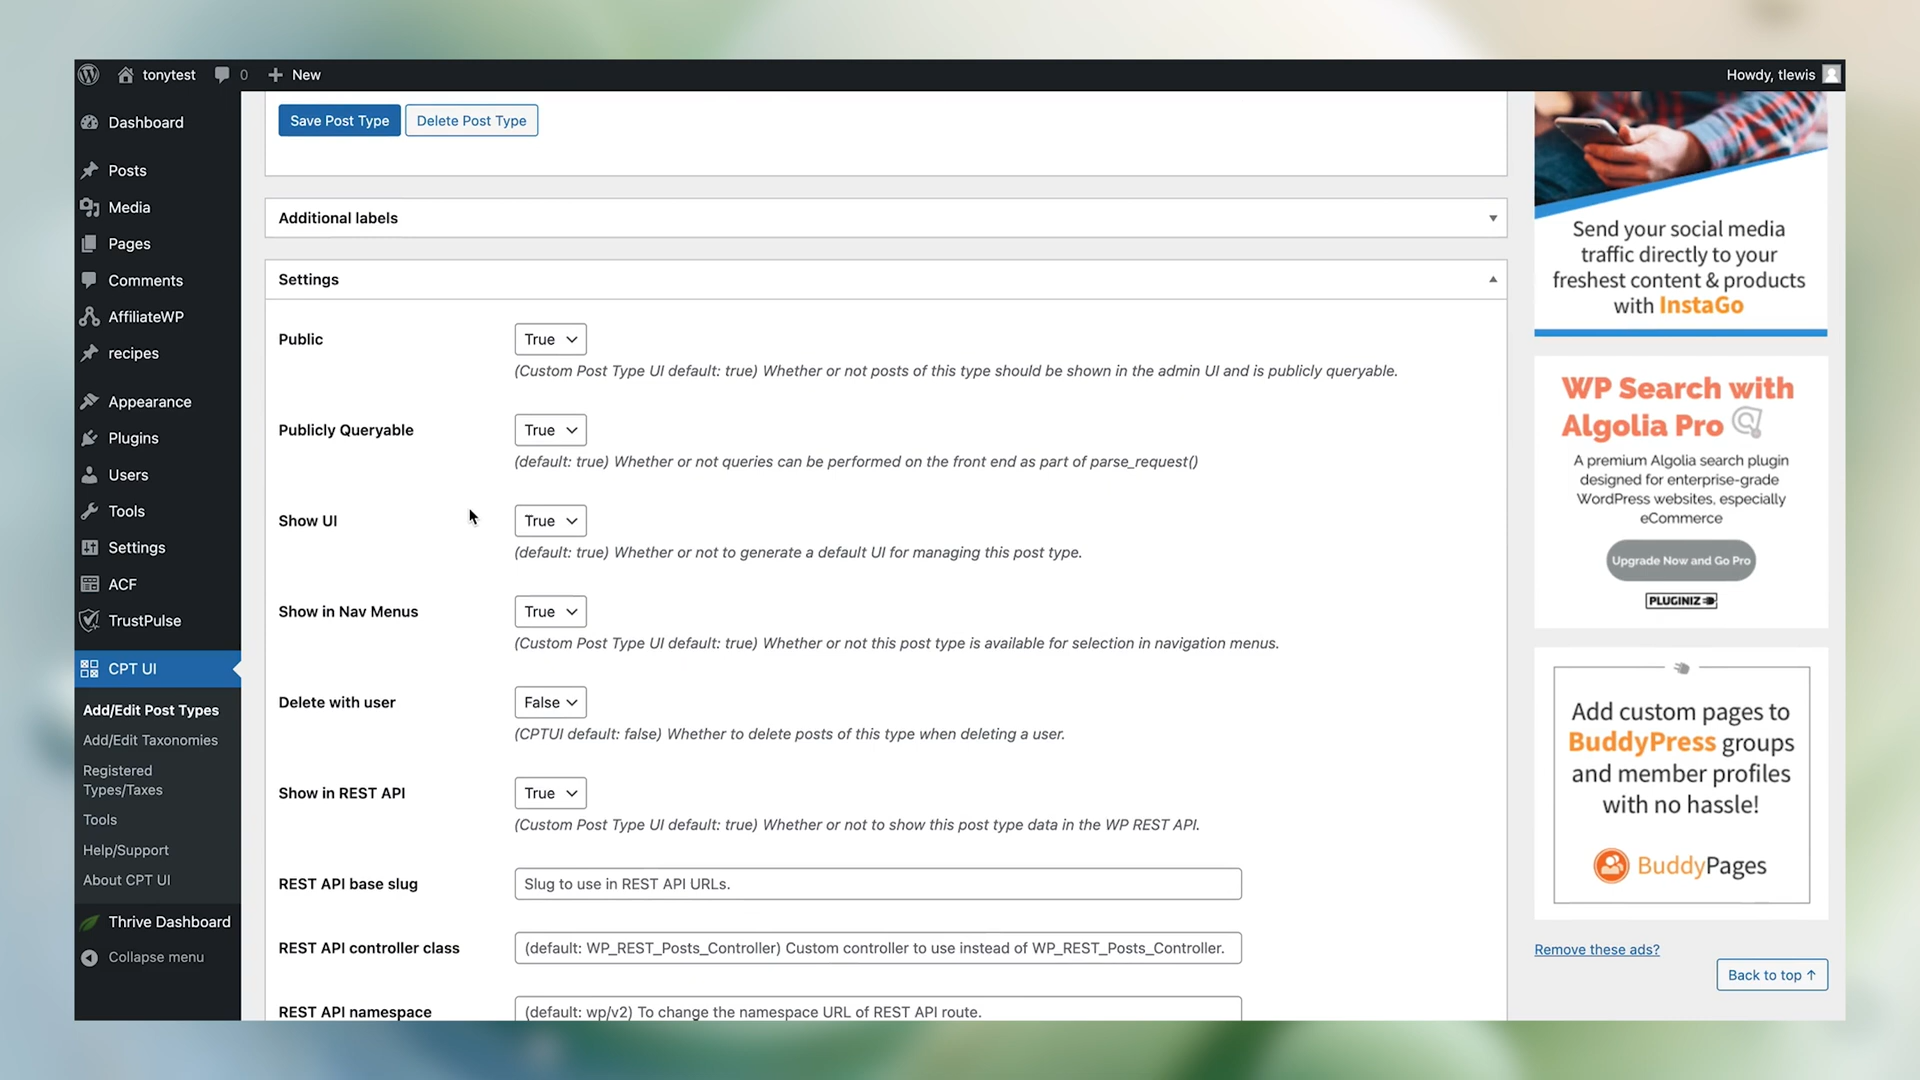 tonytest
0
New
Howdy, tlewis
Dashboard
Posts
Media
Pages
Comments
AffiliateWP
recipes
Appearance
Plugins
Users
Tools
Settings
ACF
TrustPulse
CPT UI
Add/Edit Post Types
Add/Edit Taxonomies
Registered
Types/Taxes
Tools
Help/Support
About CPT UI
Thrive Dashboard
Collapse menu
Save Post Type
Delete Post Type
Additional labels
Settings
Public
True
(Custom Post Type UI default: true) Whether or not posts of this type should be shown in the admin UI and is publicly queryable.
Publicly Queryable
True
(default: true) Whether or not queries can be performed on the front end as part of parse_request()
Show UI
True
(default: true) Whether or not to generate a default UI for managing this post type.
Show in Nav Menus
True
(Custom Post Type UI default: true) Whether or not this post type is available for selection in navigation menus.
Delete with user
False
(CPTUI default: false) Whether to delete posts of this type when deleting a user.
Show in REST API
True
(Custom Post Type UI default: true) Whether or not to show this post type data in the WP REST API.
REST API base slug
Slug to use in REST API URLs.
REST API controller class
(default: WP_REST_Posts_Controller) Custom controller to use instead of WP_REST_Posts_Controller.
REST API namespace
(default: wp/v2) To change the namespace URL of REST API route.
Send your social media
traffic directly to your
freshest content & products
with InstaGo
WP Search with
Algolia Pro
A premium Algolia search plugin
designed for enterprise-grade
WordPress websites, especially
eCommerce
Upgrade Now and Go Pro
PLUGINIZ
Add custom pages to
BuddyPress groups
and member profiles
with no hassle!
BuddyPages
Remove these ads?
Back to top ↑